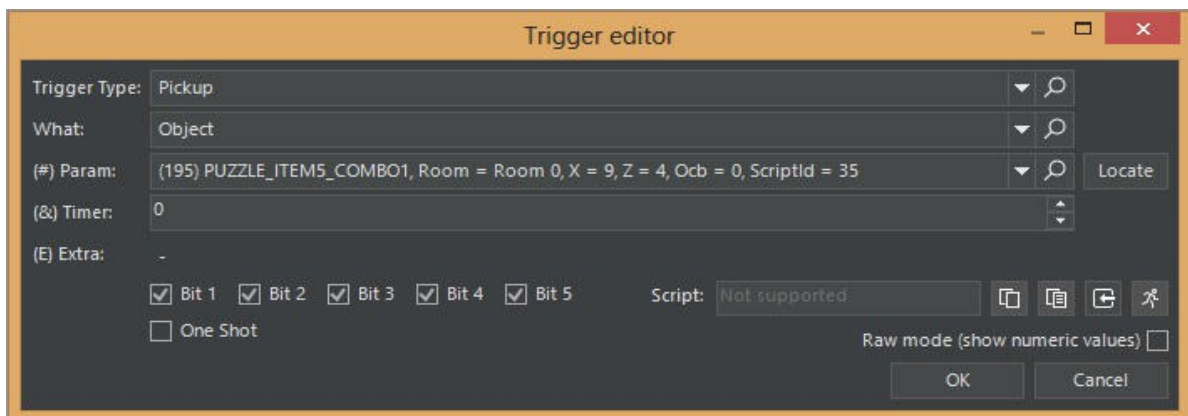 Trigger editor
Trigger Type: Pickup
What: Object
(#) Param: (195) PUZZLE_ITEM5_COMBO1, Room = Room 0, X = 9, Z = 4, Ocb = 0, ScriptId = 35 Locate
(&) Timer: 0
(E) Extra: -
Bit 1 Bit 2 Bit 3 Bit 4 Bit 5 Script: Not supported
One Shot
Raw mode (show numeric values)
OK Cancel